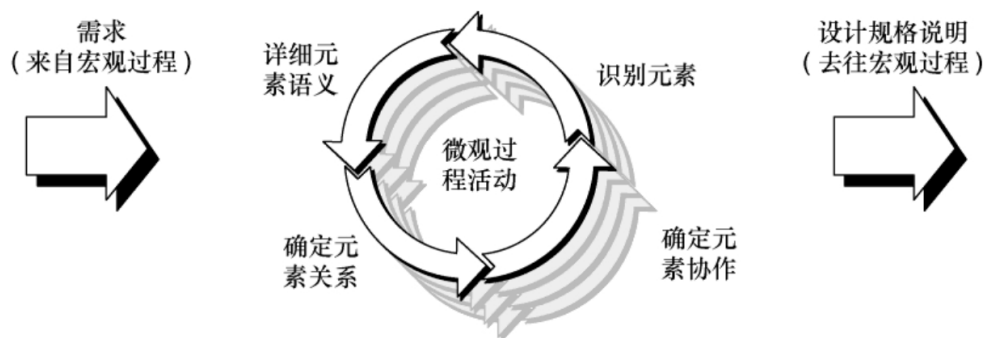 需求
（来自宏观过程）
详细元
素语义
识别元素
微观过
程活动
确定元
素关系
确定元
素协作
设计规格说明
（去往宏观过程）